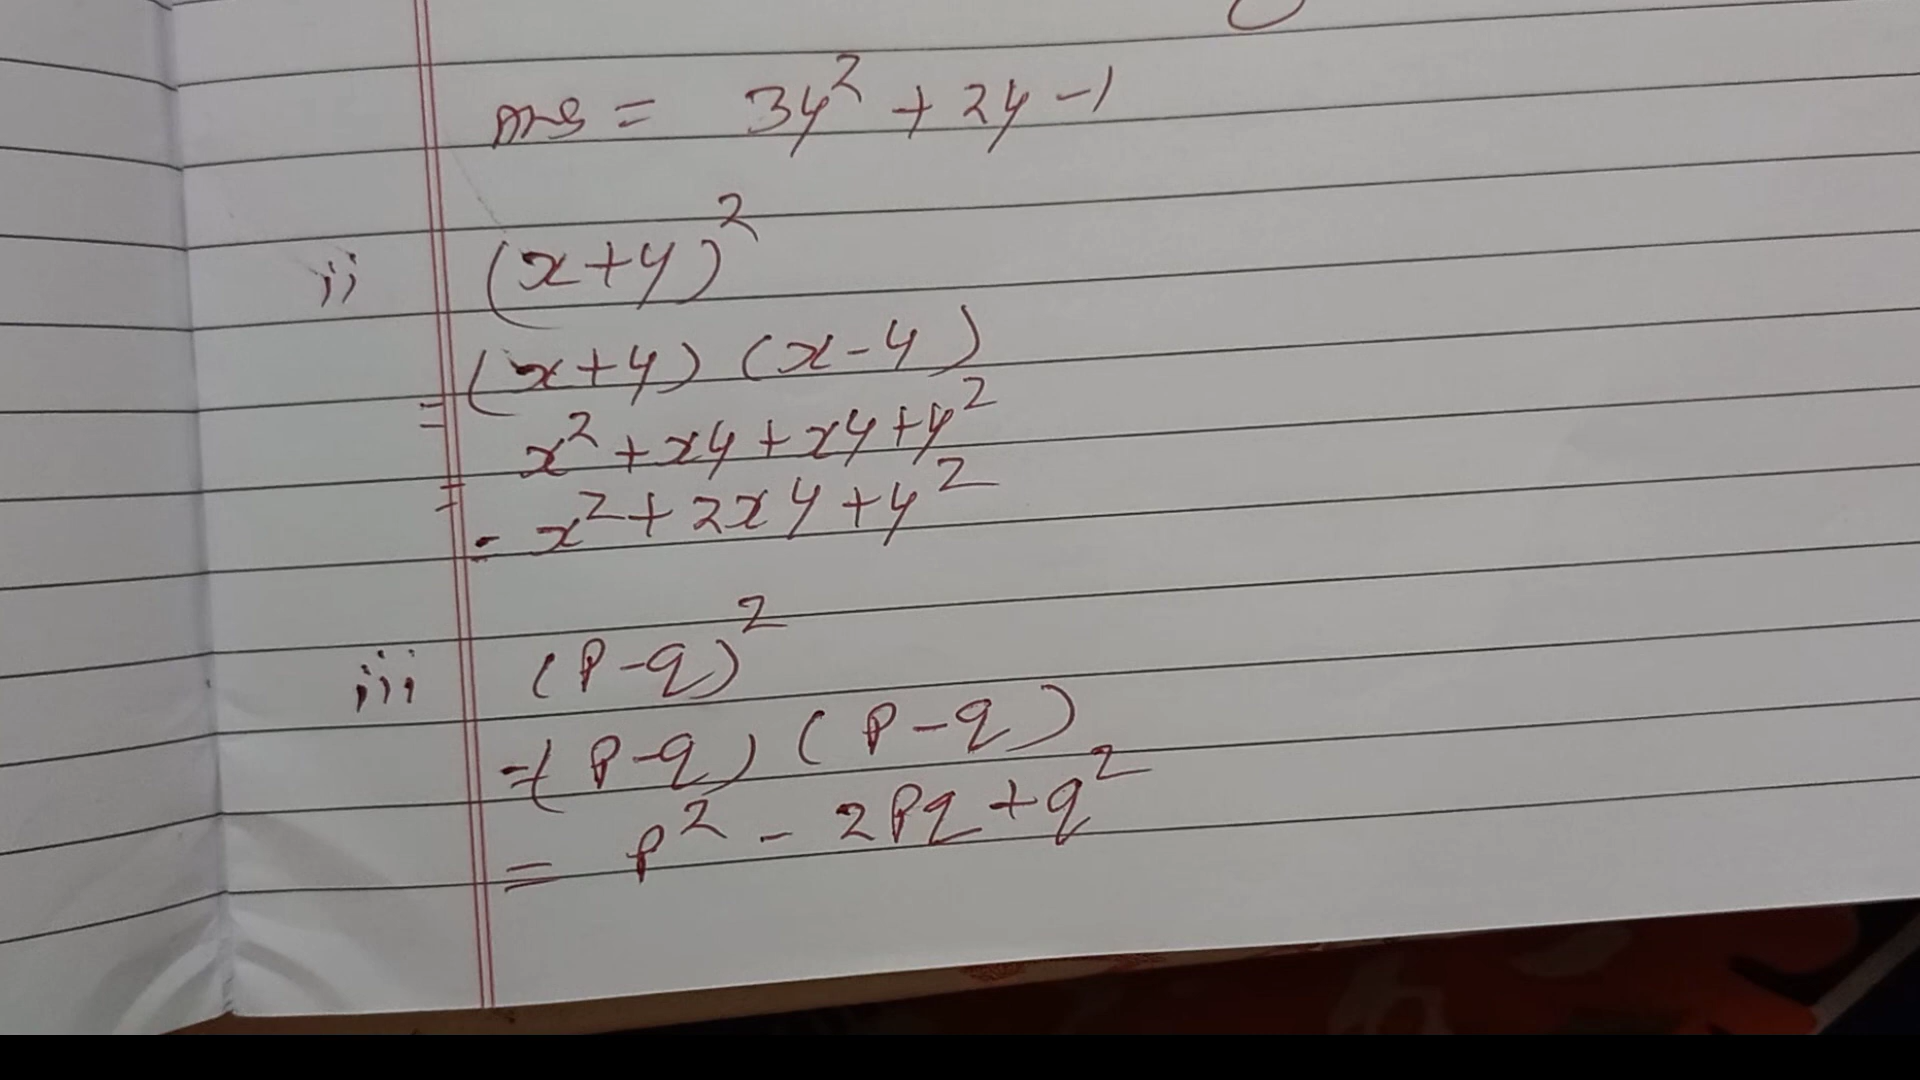 Ans = 3y² + 2y - 1
ii (x+y)²
= (x+y) (x-y)
= x² + xy + xy + y²
= x² + 2xy + y²
iii (P-q)²
= (P-q) (P-q)
= P² - 2Pq + q²